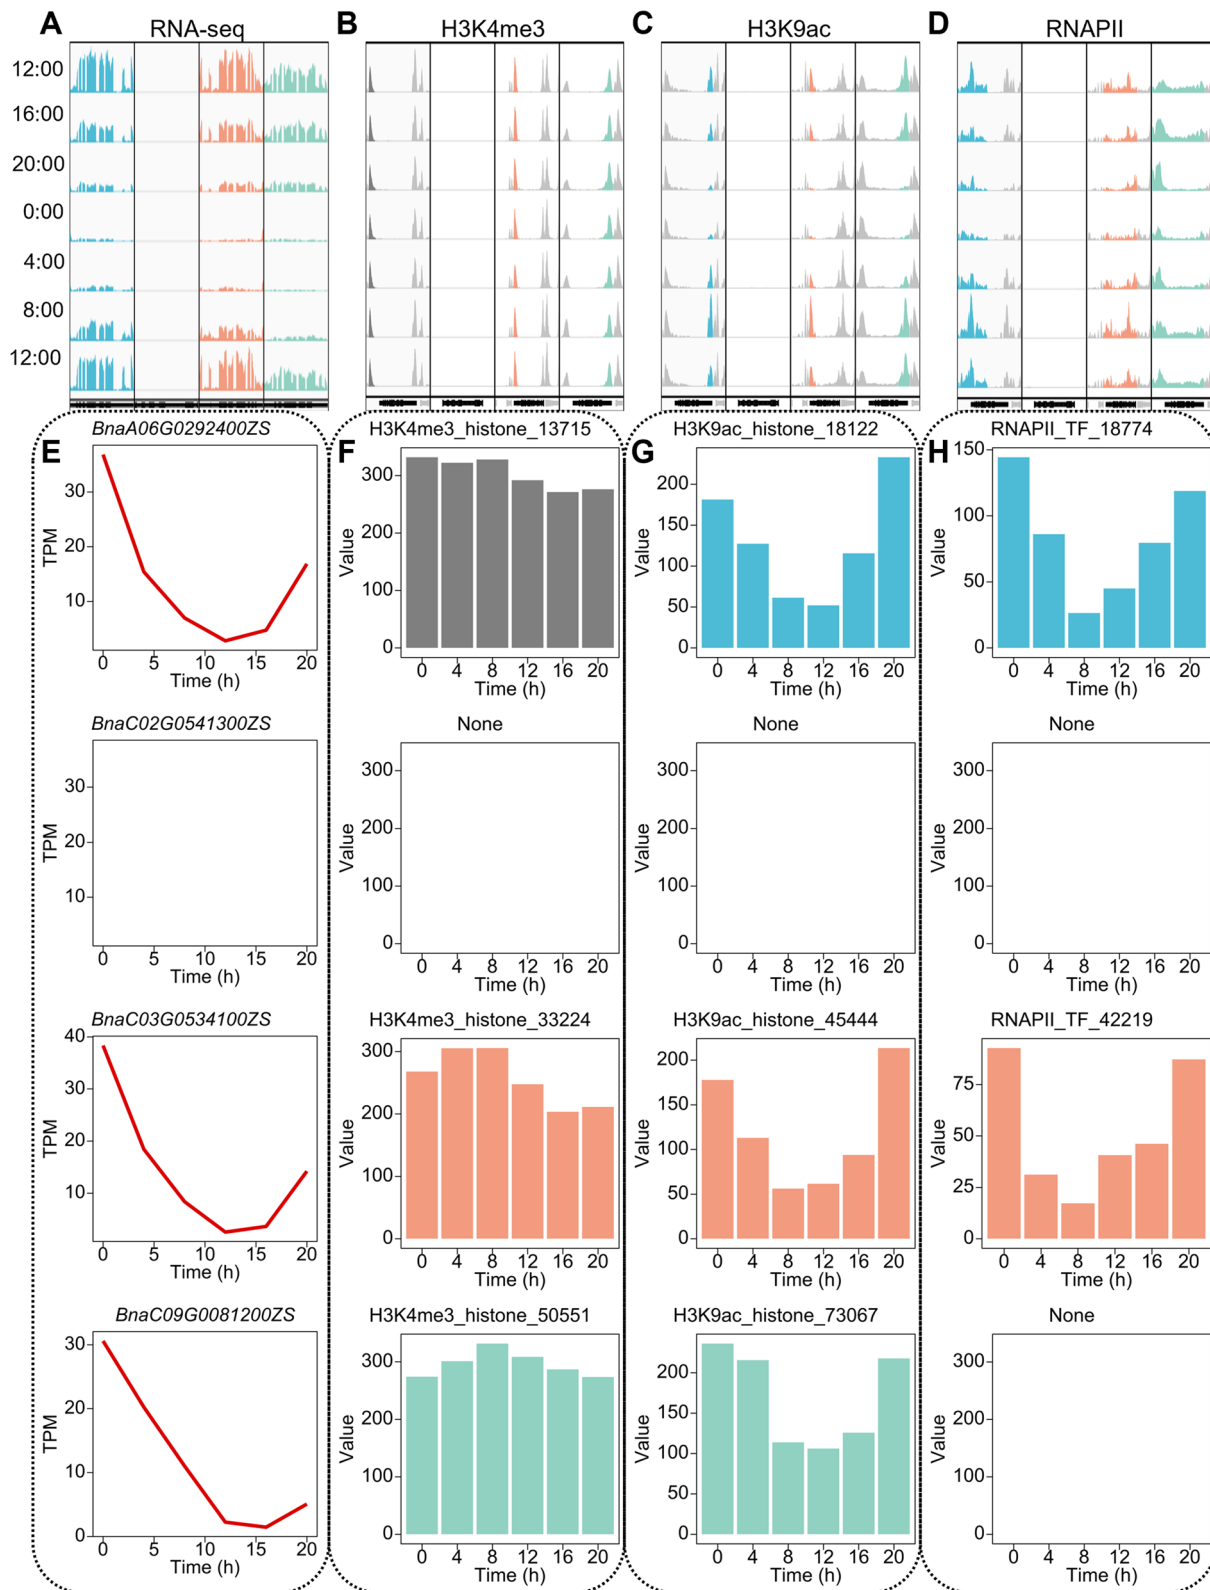 A RNA-seq
B H3K4me3
C H3K9ac
D RNAPII
12:00
16:00
20:00
0:00
4:00
8:00
12:00
E
BnaA06G0292400ZS
TPM
30
20
10
0 5 10 15 20
Time (h)
F
H3K4me3_histone_13715
Value
300
200
100
0
0 4 8 12 16 20
Time (h)
G
H3K9ac_histone_18122
Value
200
150
100
50
0
0 4 8 12 16 20
Time (h)
H
RNAPII_TF_18774
Value
150
100
50
0
0 4 8 12 16 20
Time (h)
BnaC02G0541300ZS
TPM
30
20
10
0 5 10 15 20
Time (h)
None
Value
300
200
100
0
0 4 8 12 16 20
Time (h)
None
Value
300
200
100
0
0 4 8 12 16 20
Time (h)
None
Value
300
200
100
0
0 4 8 12 16 20
Time (h)
BnaC03G0534100ZS
TPM
40
30
20
10
0 5 10 15 20
Time (h)
H3K4me3_histone_33224
Value
300
200
100
0
0 4 8 12 16 20
Time (h)
H3K9ac_histone_45444
Value
200
150
100
50
0
0 4 8 12 16 20
Time (h)
RNAPII_TF_42219
Value
75
50
25
0
0 4 8 12 16 20
Time (h)
BnaC09G0081200ZS
TPM
30
20
10
0
0 5 10 15 20
Time (h)
H3K4me3_histone_50551
Value
300
200
100
0
0 4 8 12 16 20
Time (h)
H3K9ac_histone_73067
Value
200
150
100
50
0
0 4 8 12 16 20
Time (h)
None
Value
300
200
100
0
0 4 8 12 16 20
Time (h)